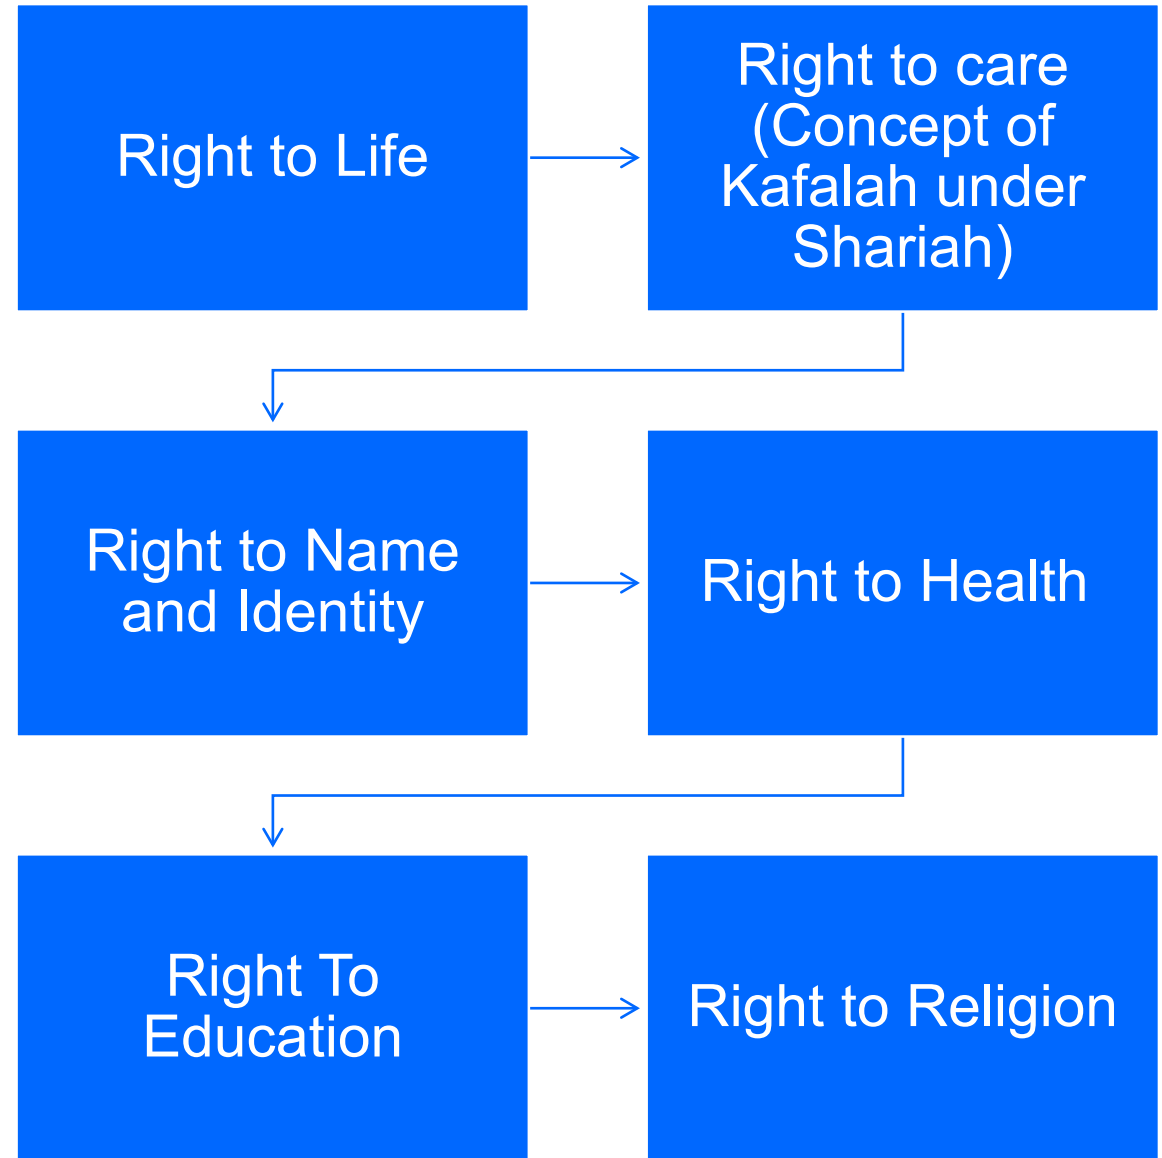 Right to Life
Right to care
(Concept of
Kafalah under
Shariah)
Right to Name
and Identity
Right to Health
Right To
Education
Right to Religion